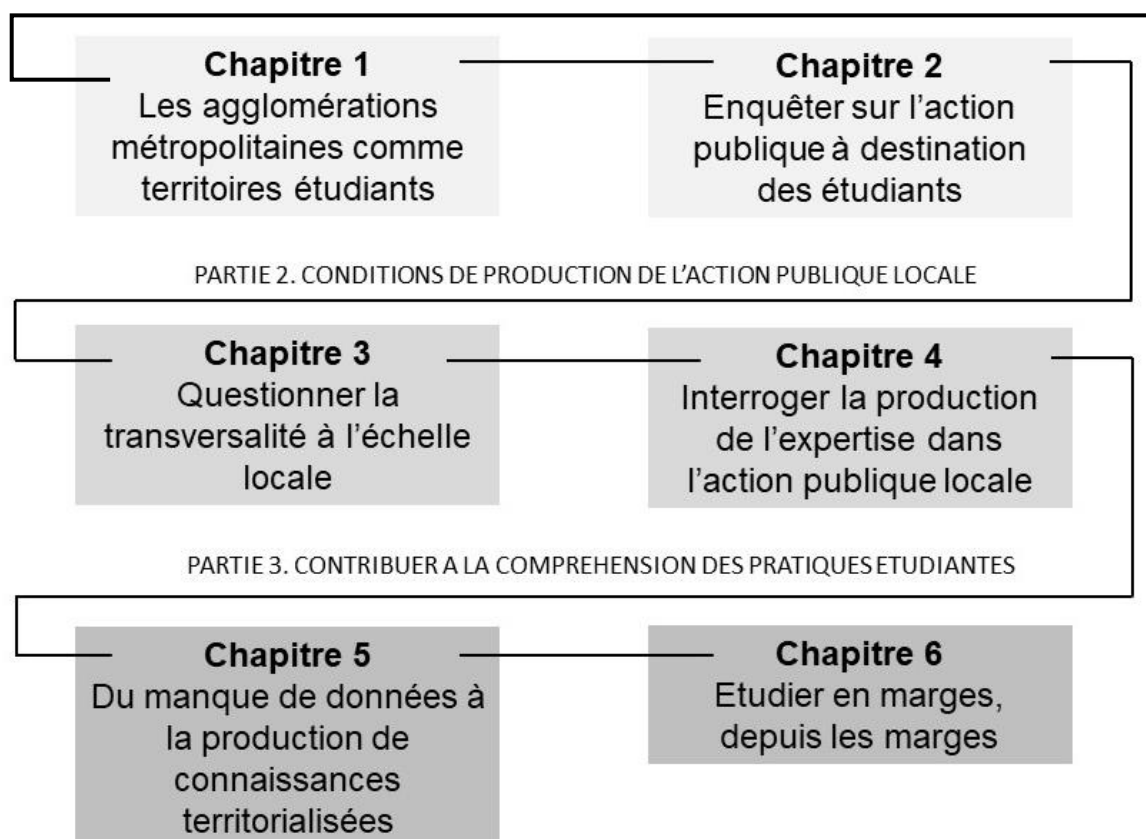 Chapitre 1
Les agglomérations
métropolitaines comme
territoires étudiants
Chapitre 2
Enquêter sur l’action
publique à destination
des étudiants
PARTIE 2. CONDITIONS DE PRODUCTION DE L’ACTION PUBLIQUE LOCALE
Chapitre 3
Questionner la
transversalité à l’échelle
locale
Chapitre 4
Interroger la production
de l’expertise dans
l’action publique locale
PARTIE 3. CONTRIBUER A LA COMPREHENSION DES PRATIQUES ETUDIANTES
Chapitre 5
Du manque de données à
la production de
connaissances
territorialisées
Chapitre 6
Etudier en marges,
depuis les marges